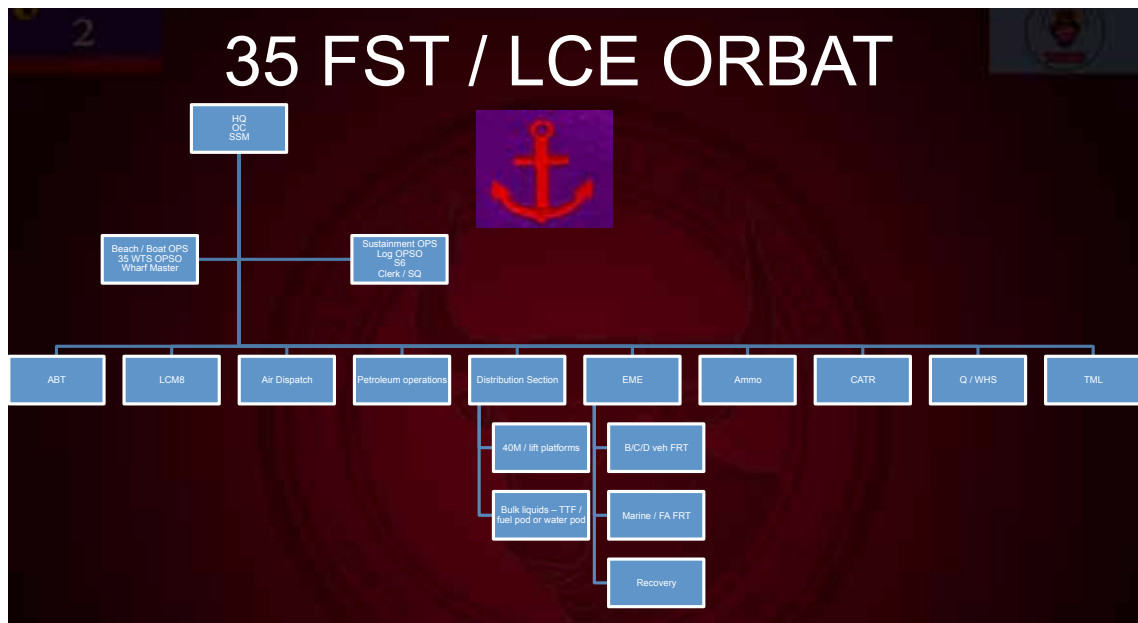 2
35 FST / LCE ORBAT
HQ
OC
SSM
Beach / Boat OPS
35 WTS OPSO
Wharf Master
Sustainment OPS
Log OPSO
S6
Clerk / SQ
ABT
LCM8
Air Dispatch
Petroleum operations
Distribution Section
EME
Ammo
CATR
Q / WHS
TML
40M / lift platforms
B/C/D veh FRT
Bulk liquids – TTF /
fuel pod or water pod
Marine / FA FRT
Recovery